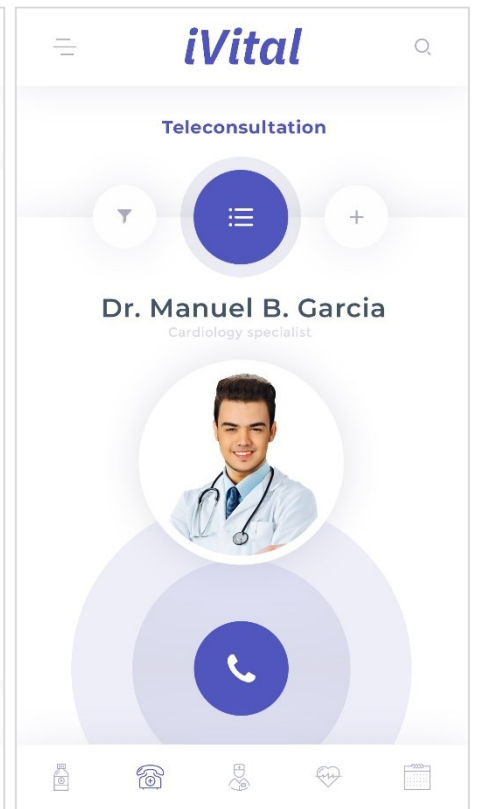 iVital
Teleconsultation
Dr. Manuel B. Garcia
Cardiology specialist